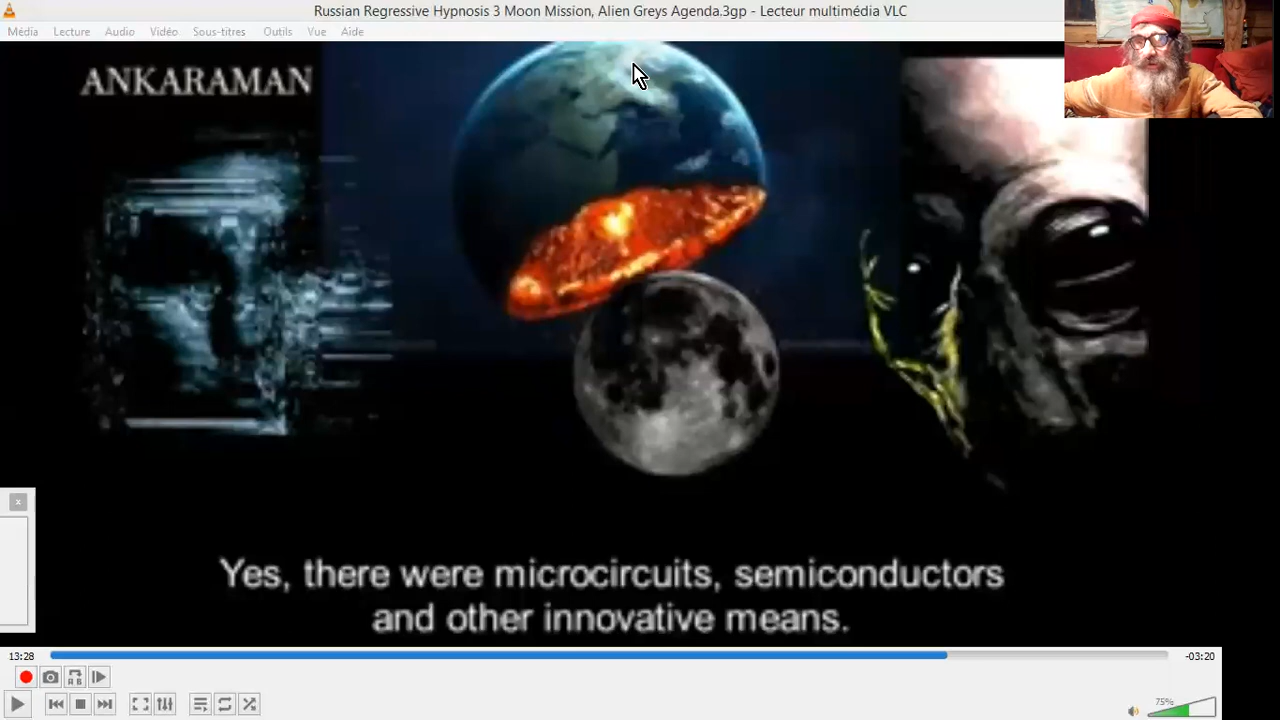 Russian Regressive Hypnosis 3 Moon Mission, Alien Greys Agenda.3gp - Lecteur multimédia VLC
Média Lecture Audio Vidéo Sous-titres Outils Vue Aide
ANKARAMAN
Yes, there were microcircuits, semiconductors
and other innovative means.
13:28 -03:20
75%